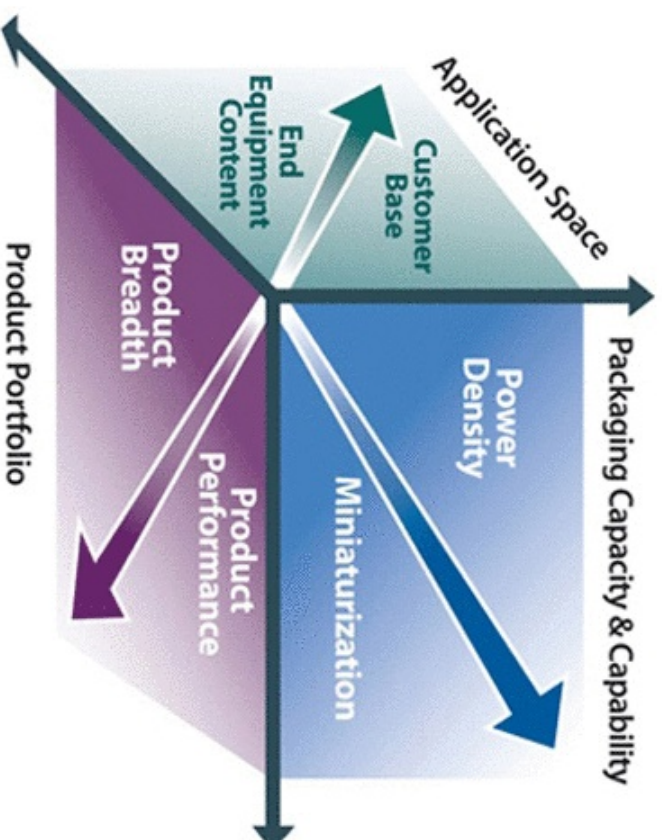 Packaging Capacity & Capability
Power
Density
Miniaturization
Application Space
Customer
Base
End
Equipment
Content
Product
Breadth
Product
Performance
Product Portfolio